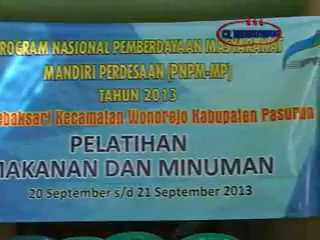 PROGRAM NASIONAL PEMBERDAYAAN MASYARAKAT
MANDIRI PERDESAAN (PNPM-MP)
TAHUN 2013
ebaksari Kecamatan Wonorejo Kabupaten Pasuruan
PELATIHAN
MAKANAN DAN MINUMAN
20 September s/d 21 September 2013